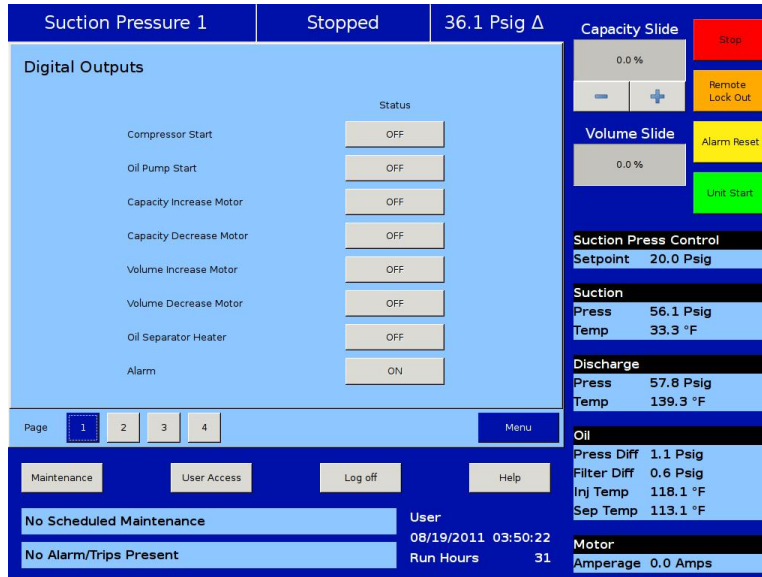 Suction Pressure 1 Stopped 36.1 Psig Δ
Digital Outputs
Status
Compressor Start OFF
Oil Pump Start OFF
Capacity Increase Motor OFF
Capacity Decrease Motor OFF
Volume Increase Motor OFF
Volume Decrease Motor OFF
Oil Separator Heater OFF
Alarm ON
Page 1 2 3 4 Menu
Maintenance User Access Log off Help
No Scheduled Maintenance
No Alarm/Trips Present
User
08/19/2011 03:50:22
Run Hours 31
Capacity Slide
0.0 %
− +
Volume Slide
0.0 %
Stop
Remote
Lock Out
Alarm Reset
Unit Start
Suction Press Control
Setpoint 20.0 Psig
Suction
Press 56.1 Psig
Temp 33.3 °F
Discharge
Press 57.8 Psig
Temp 139.3 °F
Oil
Press Diff 1.1 Psig
Filter Diff 0.6 Psig
Inj Temp 118.1 °F
Sep Temp 113.1 °F
Motor
Amperage 0.0 Amps